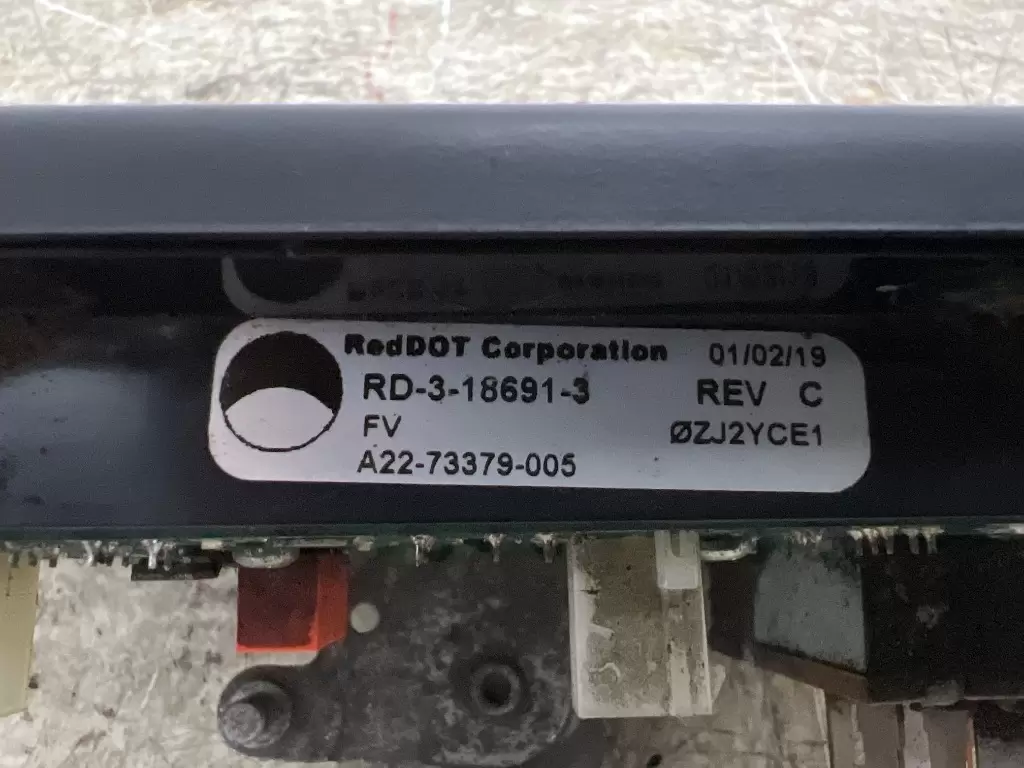 RedDOT Corporation 01/02/19
RD-3-18691-3 REV C
FV ØZJ2YCE1
A22-73379-005